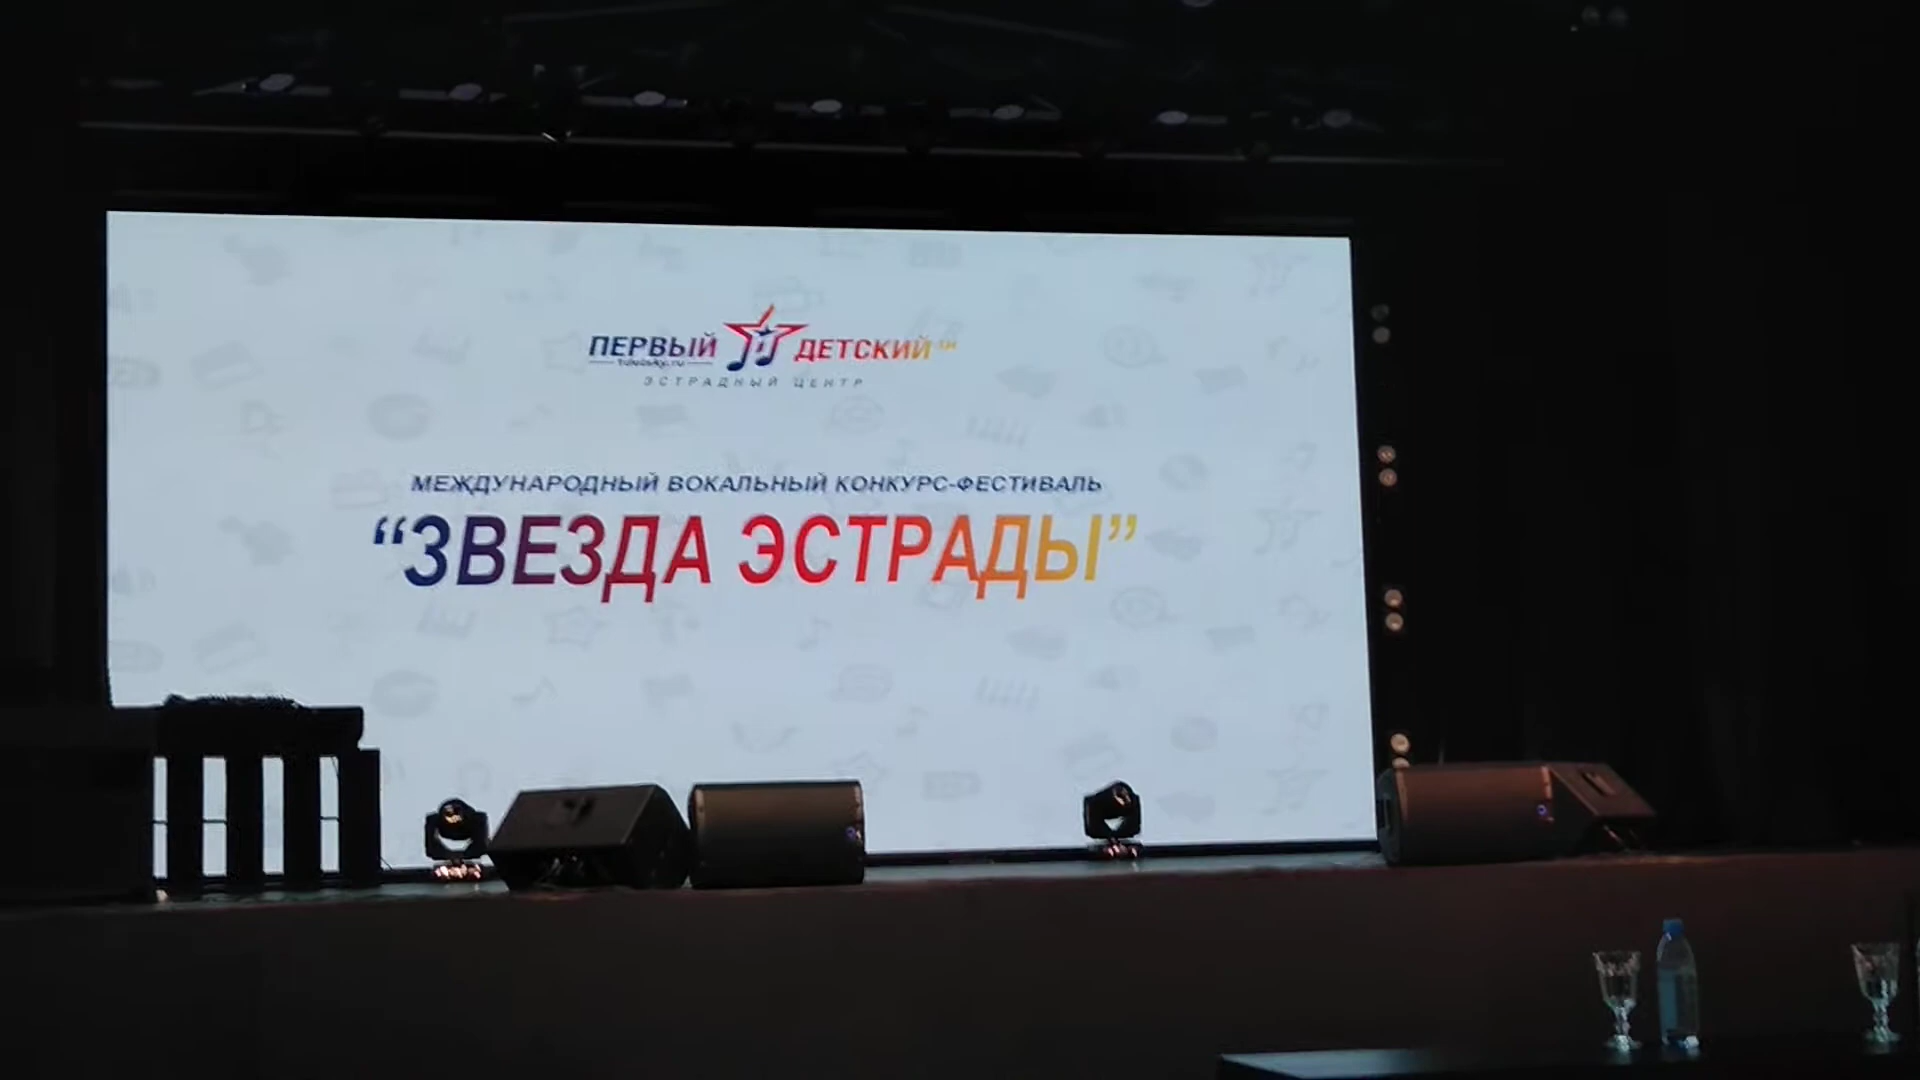 ПЕРВЫЙ ДЕТСКИЙ
ЭСТРАДНЫЙ ЦЕНТР
МЕЖДУНАРОДНЫЙ ВОКАЛЬНЫЙ КОНКУРС-ФЕСТИВАЛЬ
“ЗВЕЗДА ЭСТРАДЫ”